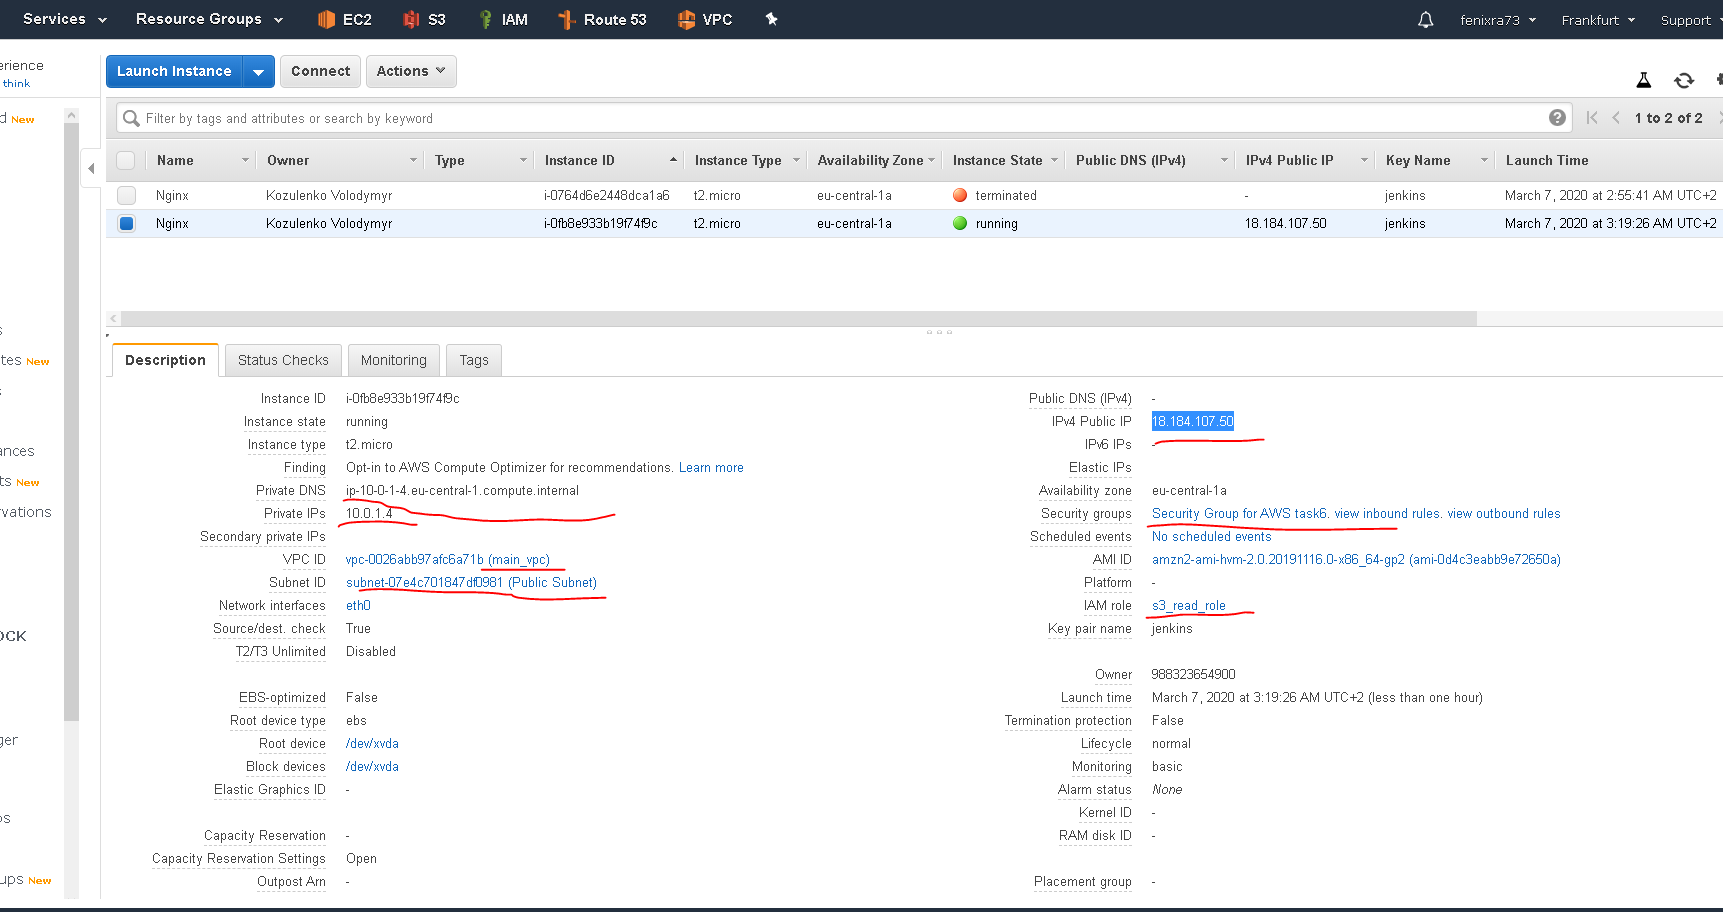 Services Resource Groups EC2 S3 IAM Route 53 VPC fenixra73 Frankfurt Support
erience
think
Launch Instance Connect Actions
d New
Filter by tags and attributes or search by keyword 1 to 2 of 2
Name Owner Type Instance ID Instance Type Availability Zone Instance State Public DNS (IPv4) IPv4 Public IP Key Name Launch Time
Nginx Kozulenko Volodymyr i-0764d6e2448dca1a6 t2.micro eu-central-1a terminated - jenkins March 7, 2020 at 2:55:41 AM UTC+2
Nginx Kozulenko Volodymyr i-0fb8e933b19f74f9c t2.micro eu-central-1a running 18.184.107.50 jenkins March 7, 2020 at 3:19:26 AM UTC+2
s
tes New
Description Status Checks Monitoring Tags
Instance ID i-0fb8e933b19f74f9c Public DNS (IPv4) -
Instance state running IPv4 Public IP 18.184.107.50
Instance type t2.micro IPv6 IPs -
ances
Finding Opt-in to AWS Compute Optimizer for recommendations. Learn more Elastic IPs
ts New
Private DNS ip-10-0-1-4.eu-central-1.compute.internal Availability zone eu-central-1a
vations
Private IPs 10.0.1.4 Security groups Security Group for AWS task6. view inbound rules. view outbound rules
Secondary private IPs Scheduled events No scheduled events
VPC ID vpc-0026abb97afc6a71b (main_vpc) AMI ID amzn2-ami-hvm-2.0.20191116.0-x86_64-gp2 (ami-0d4c3eabb9e72650a)
Subnet ID subnet-07e4c701847df0981 (Public Subnet) Platform -
Network interfaces eth0 IAM role s3_read_role
Source/dest. check True Key pair name jenkins
OCK
T2/T3 Unlimited Disabled
Owner 988323654900
EBS-optimized False Launch time March 7, 2020 at 3:19:26 AM UTC+2 (less than one hour)
Root device type ebs Termination protection False
ger
Root device /dev/xvda Lifecycle normal
Block devices /dev/xvda Monitoring basic
Elastic Graphics ID - Alarm status None
Kernel ID -
os
Capacity Reservation - RAM disk ID -
Capacity Reservation Settings Open
ups New
Outpost Arn - Placement group -